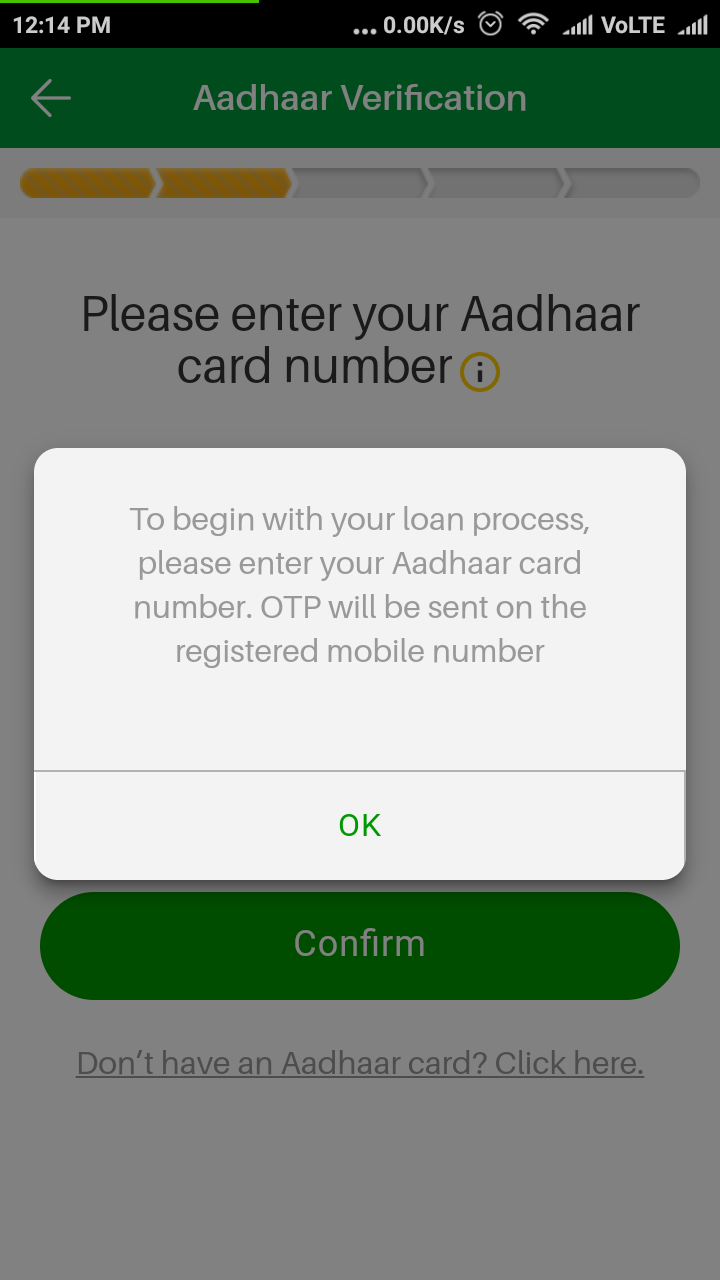 12:14 PM ... 0.00K/s VoLTE
Aadhaar Verification
Please enter your Aadhaar
card number
To begin with your loan process,
please enter your Aadhaar card
number. OTP will be sent on the
registered mobile number
OK
Confirm
Don’t have an Aadhaar card? Click here.